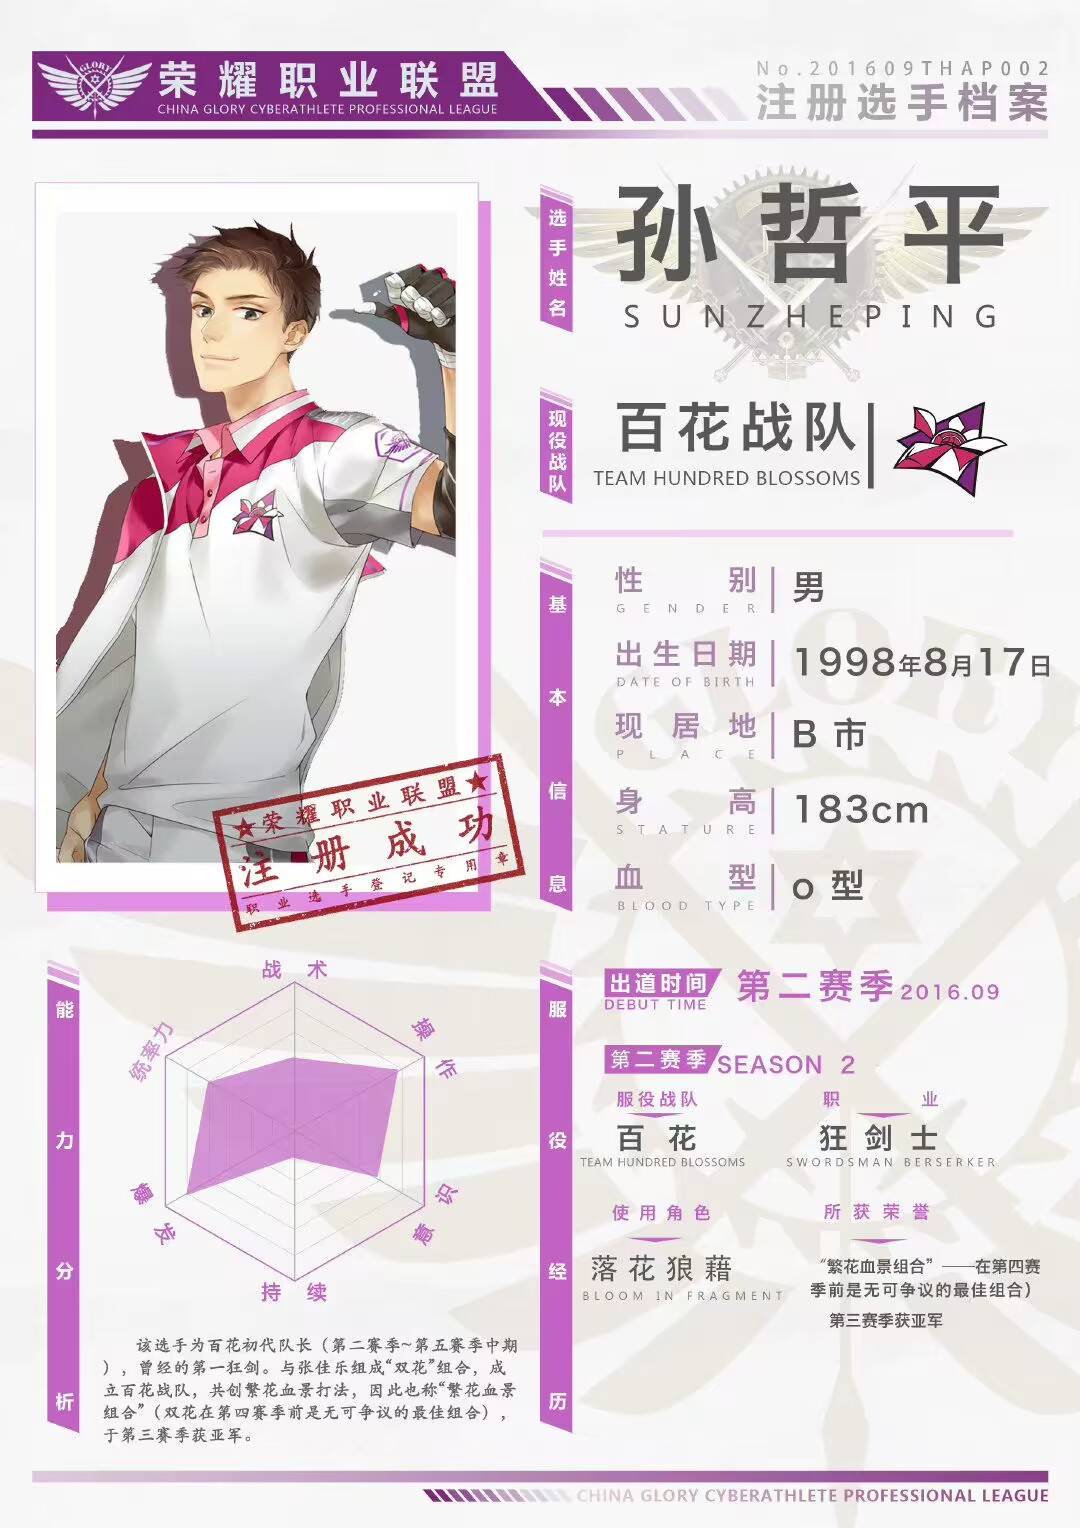 GLORY
荣耀职业联盟
CHINA GLORY CYBERATHLETE PROFESSIONAL LEAGUE
No.201609THAP002
注册选手档案
选手姓名
孙哲平
SUNZHEPING
现役战队
百花战队
TEAM HUNDRED BLOSSOMS
基本信息
性别
GENDER
男
出生日期
DATE OF BIRTH
1998年8月17日
现居地
PLACE
B市
身高
STATURE
183cm
血型
BLOOD TYPE
o型
★荣耀职业联盟★
注册成功
职业选手登记专用章
能力分析
战术
操作
意识
持续
爆发
统率力
该选手为百花初代队长（第二赛季~第五赛季中期
），曾经的第一狂剑。与张佳乐组成“双花”组合，成
立百花战队，共创繁花血景打法，因此也称“繁花血景
组合”（双花在第四赛季前是无可争议的最佳组合），
于第三赛季获亚军。
服役经历
出道时间
DEBUT TIME
第二赛季2016.09
第二赛季
SEASON 2
服役战队
百花
TEAM HUNDRED BLOSSOMS
职业
狂剑士
SWORDSMAN BERSERKER
使用角色
落花狼藉
BLOOM IN FRAGMENT
所获荣誉
“繁花血景组合”——在第四赛
季前是无可争议的最佳组合）
第三赛季获亚军
CHINA GLORY CYBERATHLETE PROFESSIONAL LEAGUE